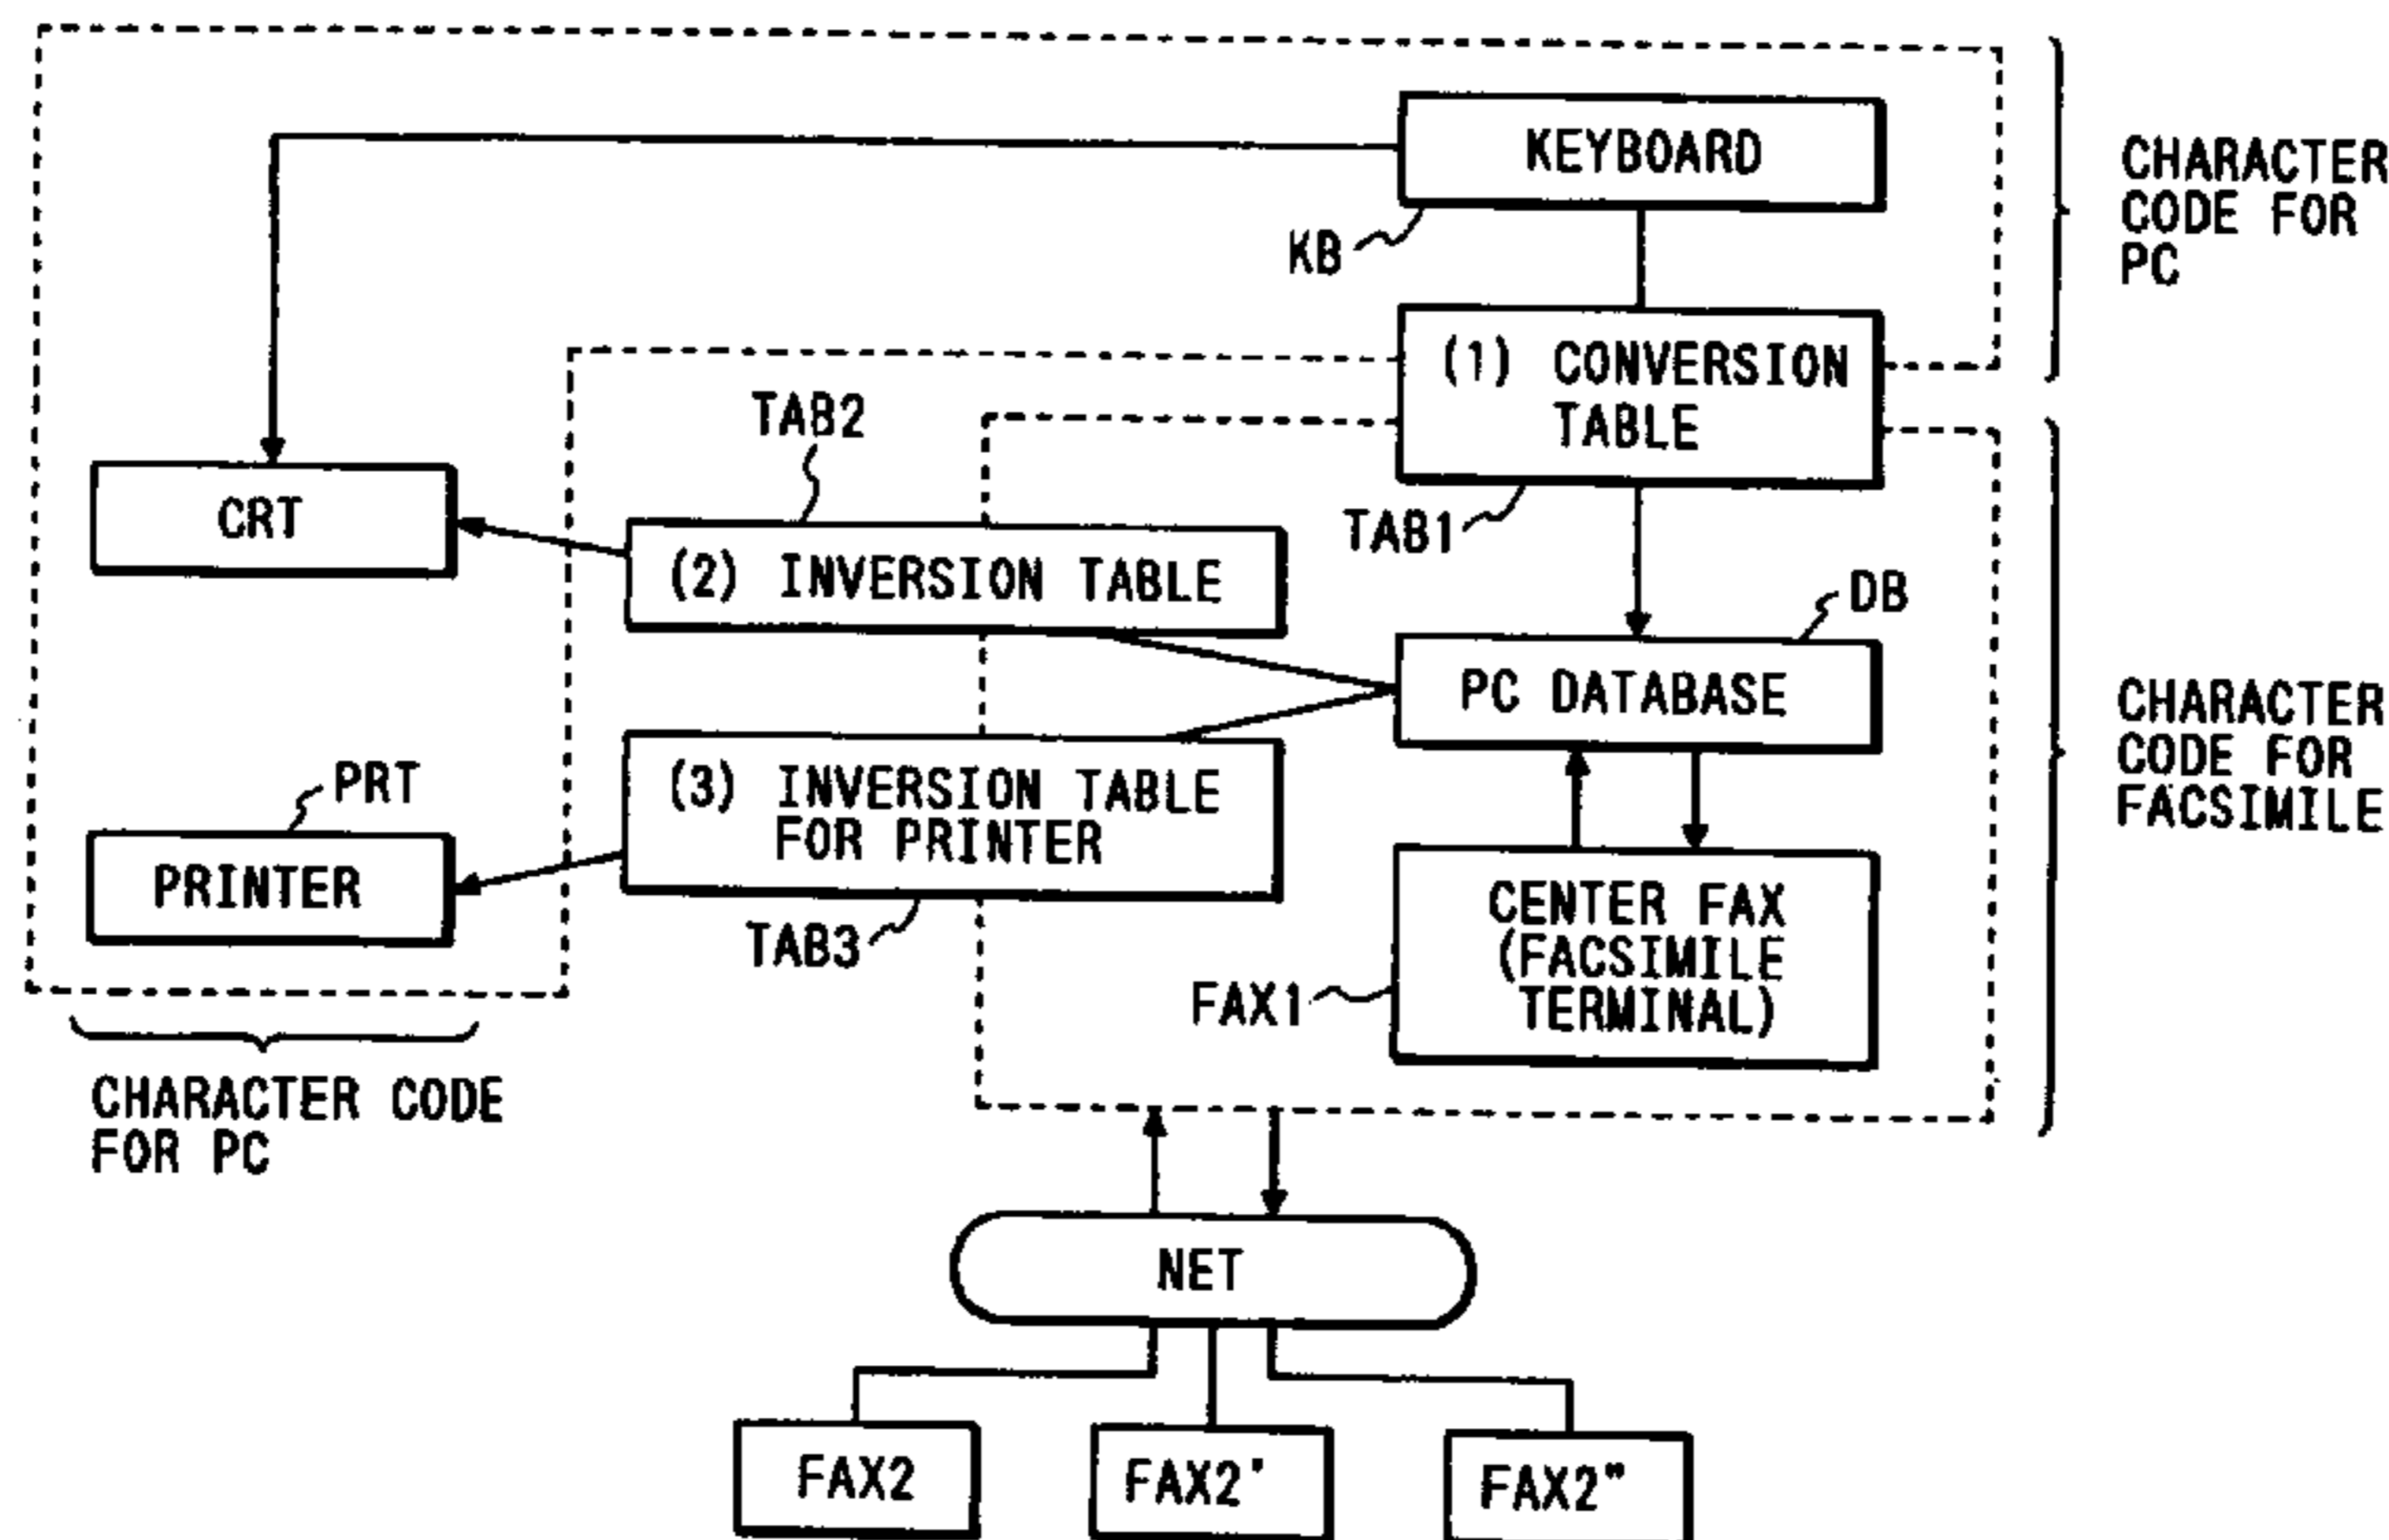 KEYBOARD
CHARACTER
CODE FOR
PC
KB
(1) CONVERSION
TABLE
TAB2
TAB1
CRT
(2) INVERSION TABLE
DB
PC DATABASE
CHARACTER
CODE FOR
FACSIMILE
PRT
(3) INVERSION TABLE
FOR PRINTER
PRINTER
TAB3
CENTER FAX
(FACSIMILE
TERMINAL)
FAX1
CHARACTER CODE
FOR PC
NET
FAX2
FAX2'
FAX2"